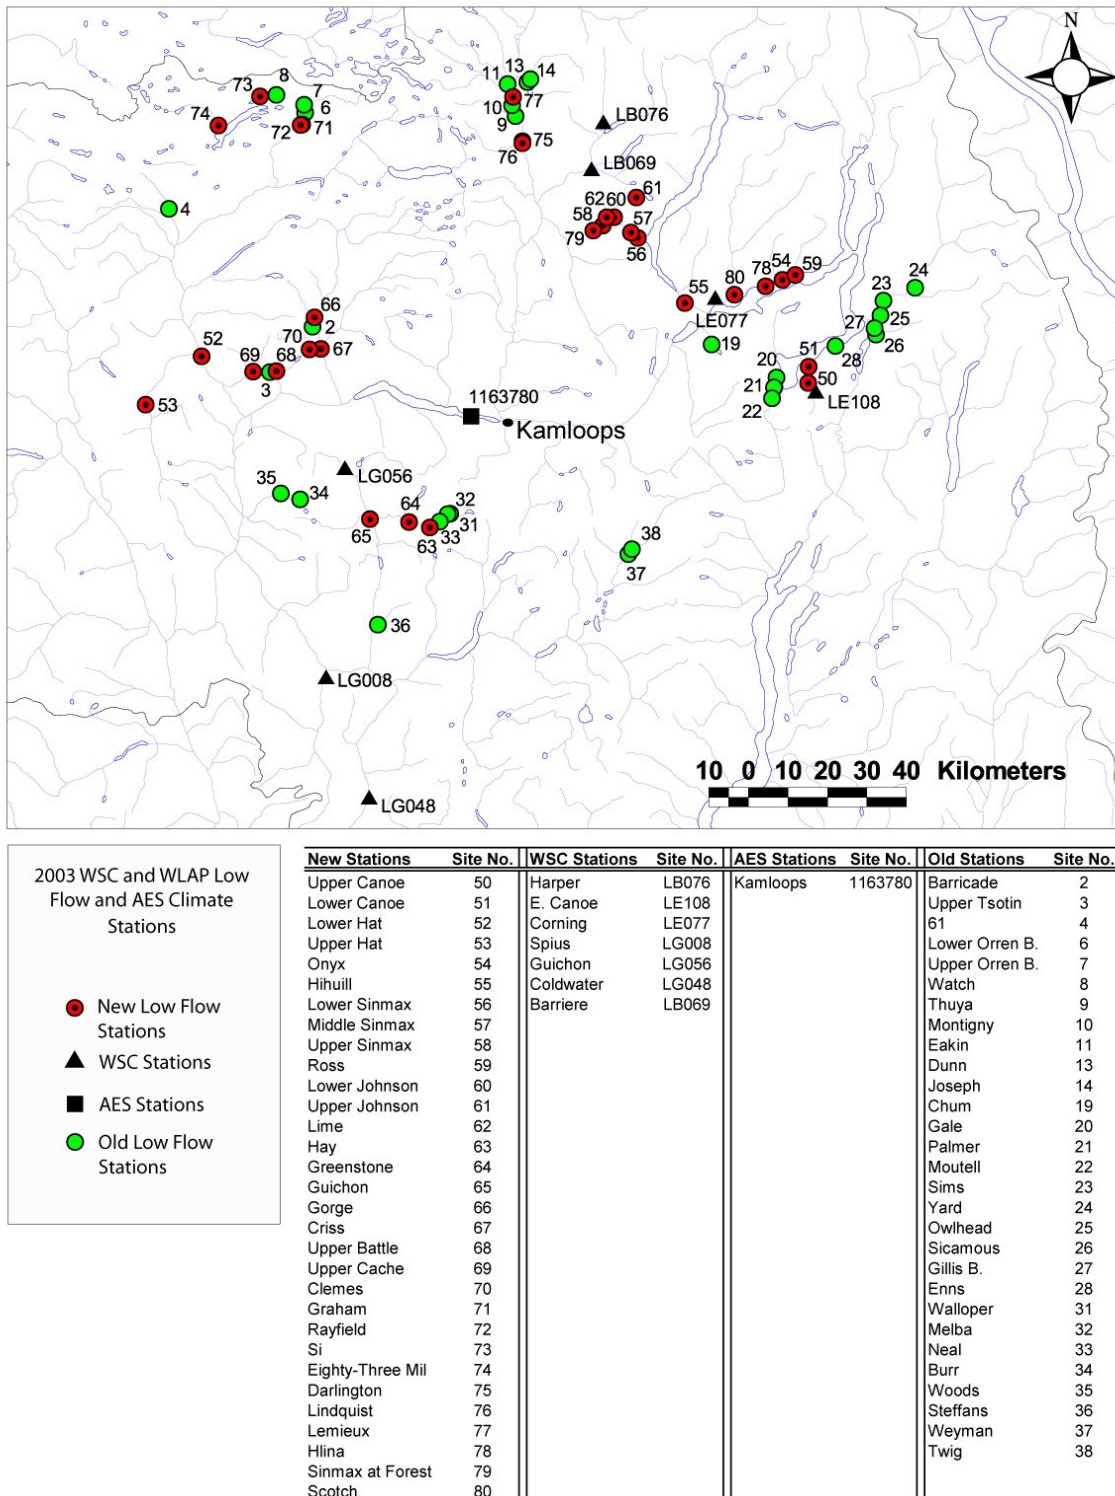 N
13
14
8
11
73
7
77
74
10
6
LB076
9
72
71
75
76
LB069
61
62
60
4
58
57
79
56
59
54
78
80
24
23
55
66
LE077
27
25
70
2
52
67
19
28
26
69
68
51
20
3
21
50
53
1163780
22
LE108
Kamloops
LG056
35
34
64
32
31
65
33
63
38
37
36
LG008
10 0 10 20 30 40 Kilometers
LG048
2003 WSC and WLAP Low
Flow and AES Climate
Stations
New Low Flow
Stations
WSC Stations
AES Stations
Old Low Flow
Stations
New Stations Site No. WSC Stations Site No. AES Stations Site No. Old Stations Site No.
Upper Canoe 50 Harper LB076 Kamloops 1163780 Barricade 2
Lower Canoe 51 E. Canoe LE108 Upper Tsotin 3
Lower Hat 52 Corning LE077 61 4
Upper Hat 53 Spius LG008 Lower Orren B. 6
Onyx 54 Guichon LG056 Upper Orren B. 7
Hihuill 55 Coldwater LG048 Watch 8
Lower Sinmax 56 Barriere LB069 Thuya 9
Middle Sinmax 57 Montigny 10
Upper Sinmax 58 Eakin 11
Ross 59 Dunn 13
Lower Johnson 60 Joseph 14
Upper Johnson 61 Chum 19
Lime 62 Gale 20
Hay 63 Palmer 21
Greenstone 64 Moutell 22
Guichon 65 Sims 23
Gorge 66 Yard 24
Criss 67 Owlhead 25
Upper Battle 68 Sicamous 26
Upper Cache 69 Gillis B. 27
Clemes 70 Enns 28
Graham 71 Walloper 31
Rayfield 72 Melba 32
Si 73 Neal 33
Eighty-Three Mil 74 Burr 34
Darlington 75 Woods 35
Lindquist 76 Steffans 36
Lemieux 77 Weyman 37
Hlina 78 Twig 38
Sinmax at Forest 79
Scotch 80